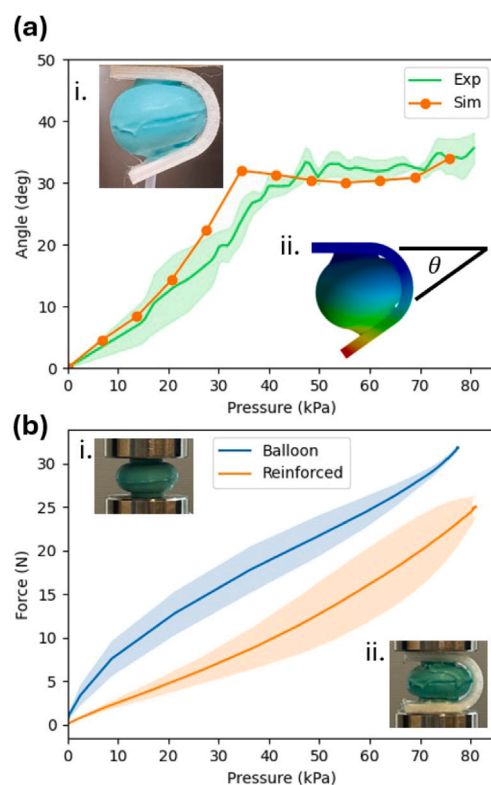 (a)
50
40
30
20
10
0
Angle (deg)
i.
Exp
Sim
ii.
θ
0 10 20 30 40 50 60 70 80
Pressure (kPa)
(b)
30
25
20
15
10
5
0
Force (N)
i.
Balloon
Reinforced
ii.
0 10 20 30 40 50 60 70 80
Pressure (kPa)